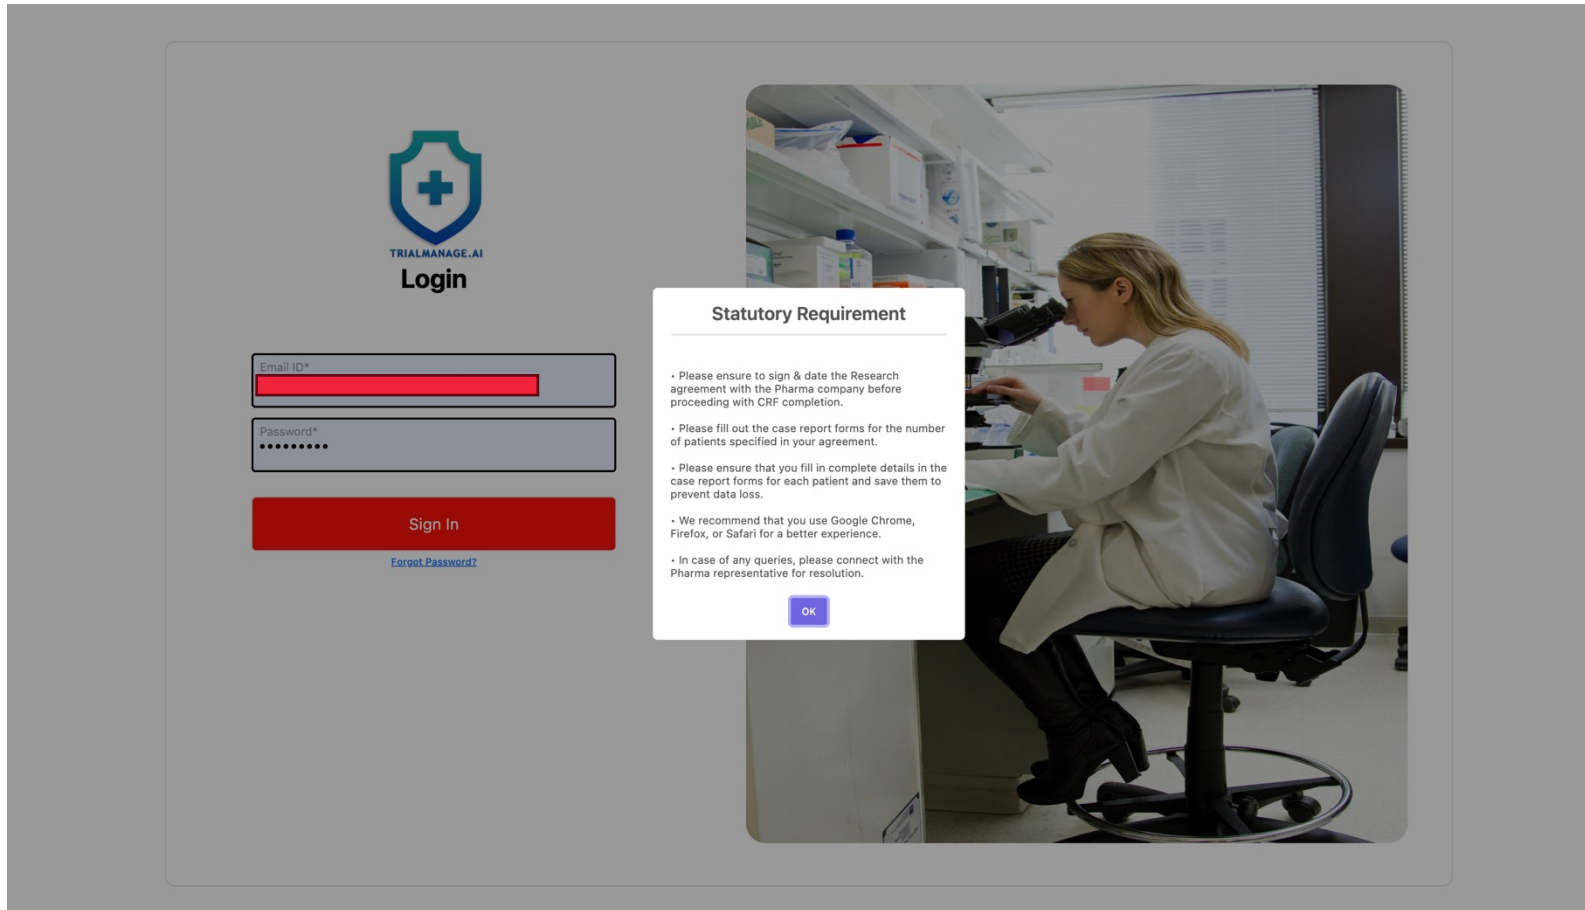 TRIALMANAGE.AI
Login
Email ID*
Password*
•••••••••
Sign In
Forgot Password?
Statutory Requirement
• Please ensure to sign & date the Research
agreement with the Pharma company before
proceeding with CRF completion.
• Please fill out the case report forms for the number
of patients specified in your agreement.
• Please ensure that you fill in complete details in the
case report forms for each patient and save them to
prevent data loss.
• We recommend that you use Google Chrome,
Firefox, or Safari for a better experience.
• In case of any queries, please connect with the
Pharma representative for resolution.
OK